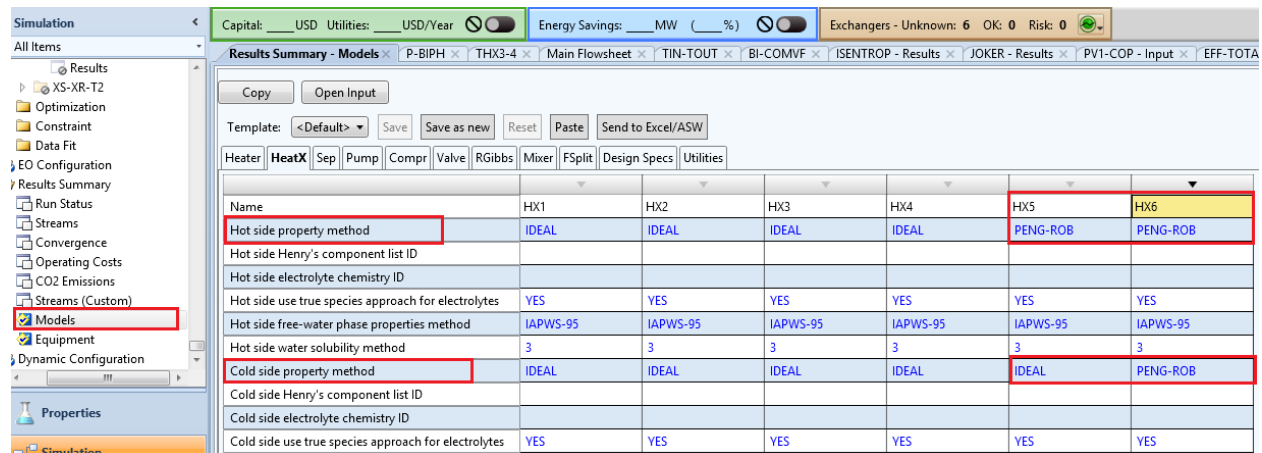 Simulation <
Capital: ____USD Utilities: ____USD/Year
Energy Savings: ____MW (____%)
Exchangers - Unknown: 6 OK: 0 Risk: 0
All Items
Results Summary - Models × P-BIPH × THX3-4 × Main Flowsheet × TIN-TOUT × BI-COMVF × ISENTROP - Results × JOKER - Results × PV1-COP - Input × EFF-TOTA
Results
XS-XR-T2
Optimization
Constraint
Data Fit
EO Configuration
Results Summary
Run Status
Streams
Convergence
Operating Costs
CO2 Emissions
Streams (Custom)
Models
Equipment
Dynamic Configuration
Properties
Simulation
Copy Open Input
Template: <Default> Save Save as new Reset Paste Send to Excel/ASW
Heater HeatX Sep Pump Compr Valve RGibbs Mixer FSplit Design Specs Utilities
Name HX1 HX2 HX3 HX4 HX5 HX6
Hot side property method IDEAL IDEAL IDEAL IDEAL PENG-ROB PENG-ROB
Hot side Henry's component list ID
Hot side electrolyte chemistry ID
Hot side use true species approach for electrolytes YES YES YES YES YES YES
Hot side free-water phase properties method IAPWS-95 IAPWS-95 IAPWS-95 IAPWS-95 IAPWS-95 IAPWS-95
Hot side water solubility method 3 3 3 3 3 3
Cold side property method IDEAL IDEAL IDEAL IDEAL IDEAL PENG-ROB
Cold side Henry's component list ID
Cold side electrolyte chemistry ID
Cold side use true species approach for electrolytes YES YES YES YES YES YES